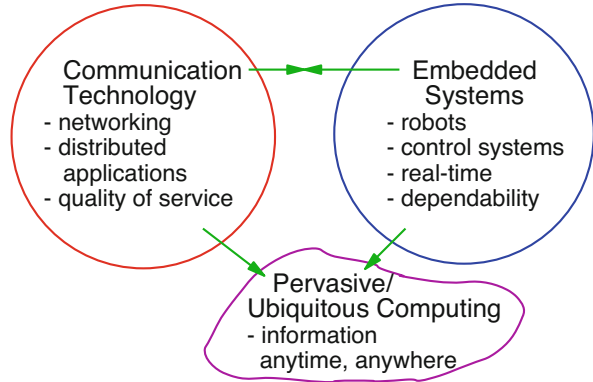 Communication
Technology
- networking
- distributed
applications
- quality of service
Embedded
Systems
- robots
- control systems
- real-time
- dependability
Pervasive/
Ubiquitous Computing
- information
anytime, anywhere